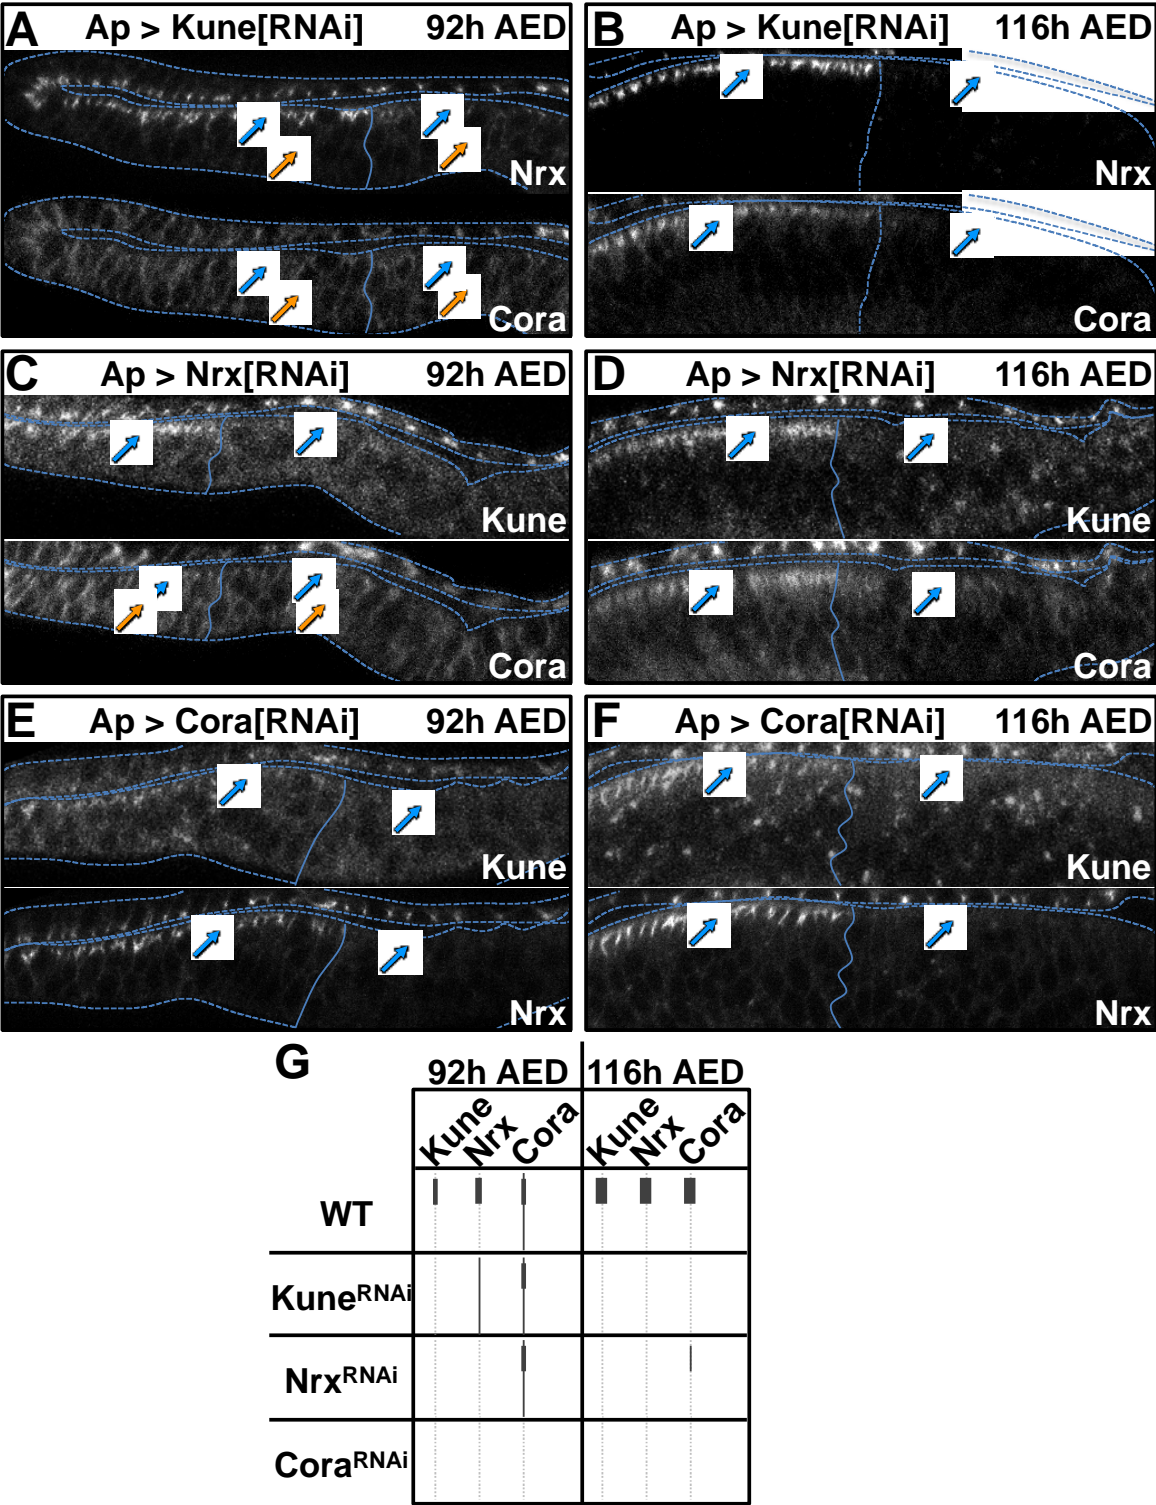 A Ap > Kune[RNAi] 92h AED
Nrx
Cora
B Ap > Kune[RNAi] 116h AED
Nrx
Cora
C Ap > Nrx[RNAi] 92h AED
Kune
Cora
D Ap > Nrx[RNAi] 116h AED
Kune
Cora
E Ap > Cora[RNAi] 92h AED
Kune
Nrx
F Ap > Cora[RNAi] 116h AED
Kune
Nrx
G
92h AED 116h AED
Kune Nrx Cora Kune Nrx Cora
WT
KuneRNAi
NrxRNAi
CoraRNAi